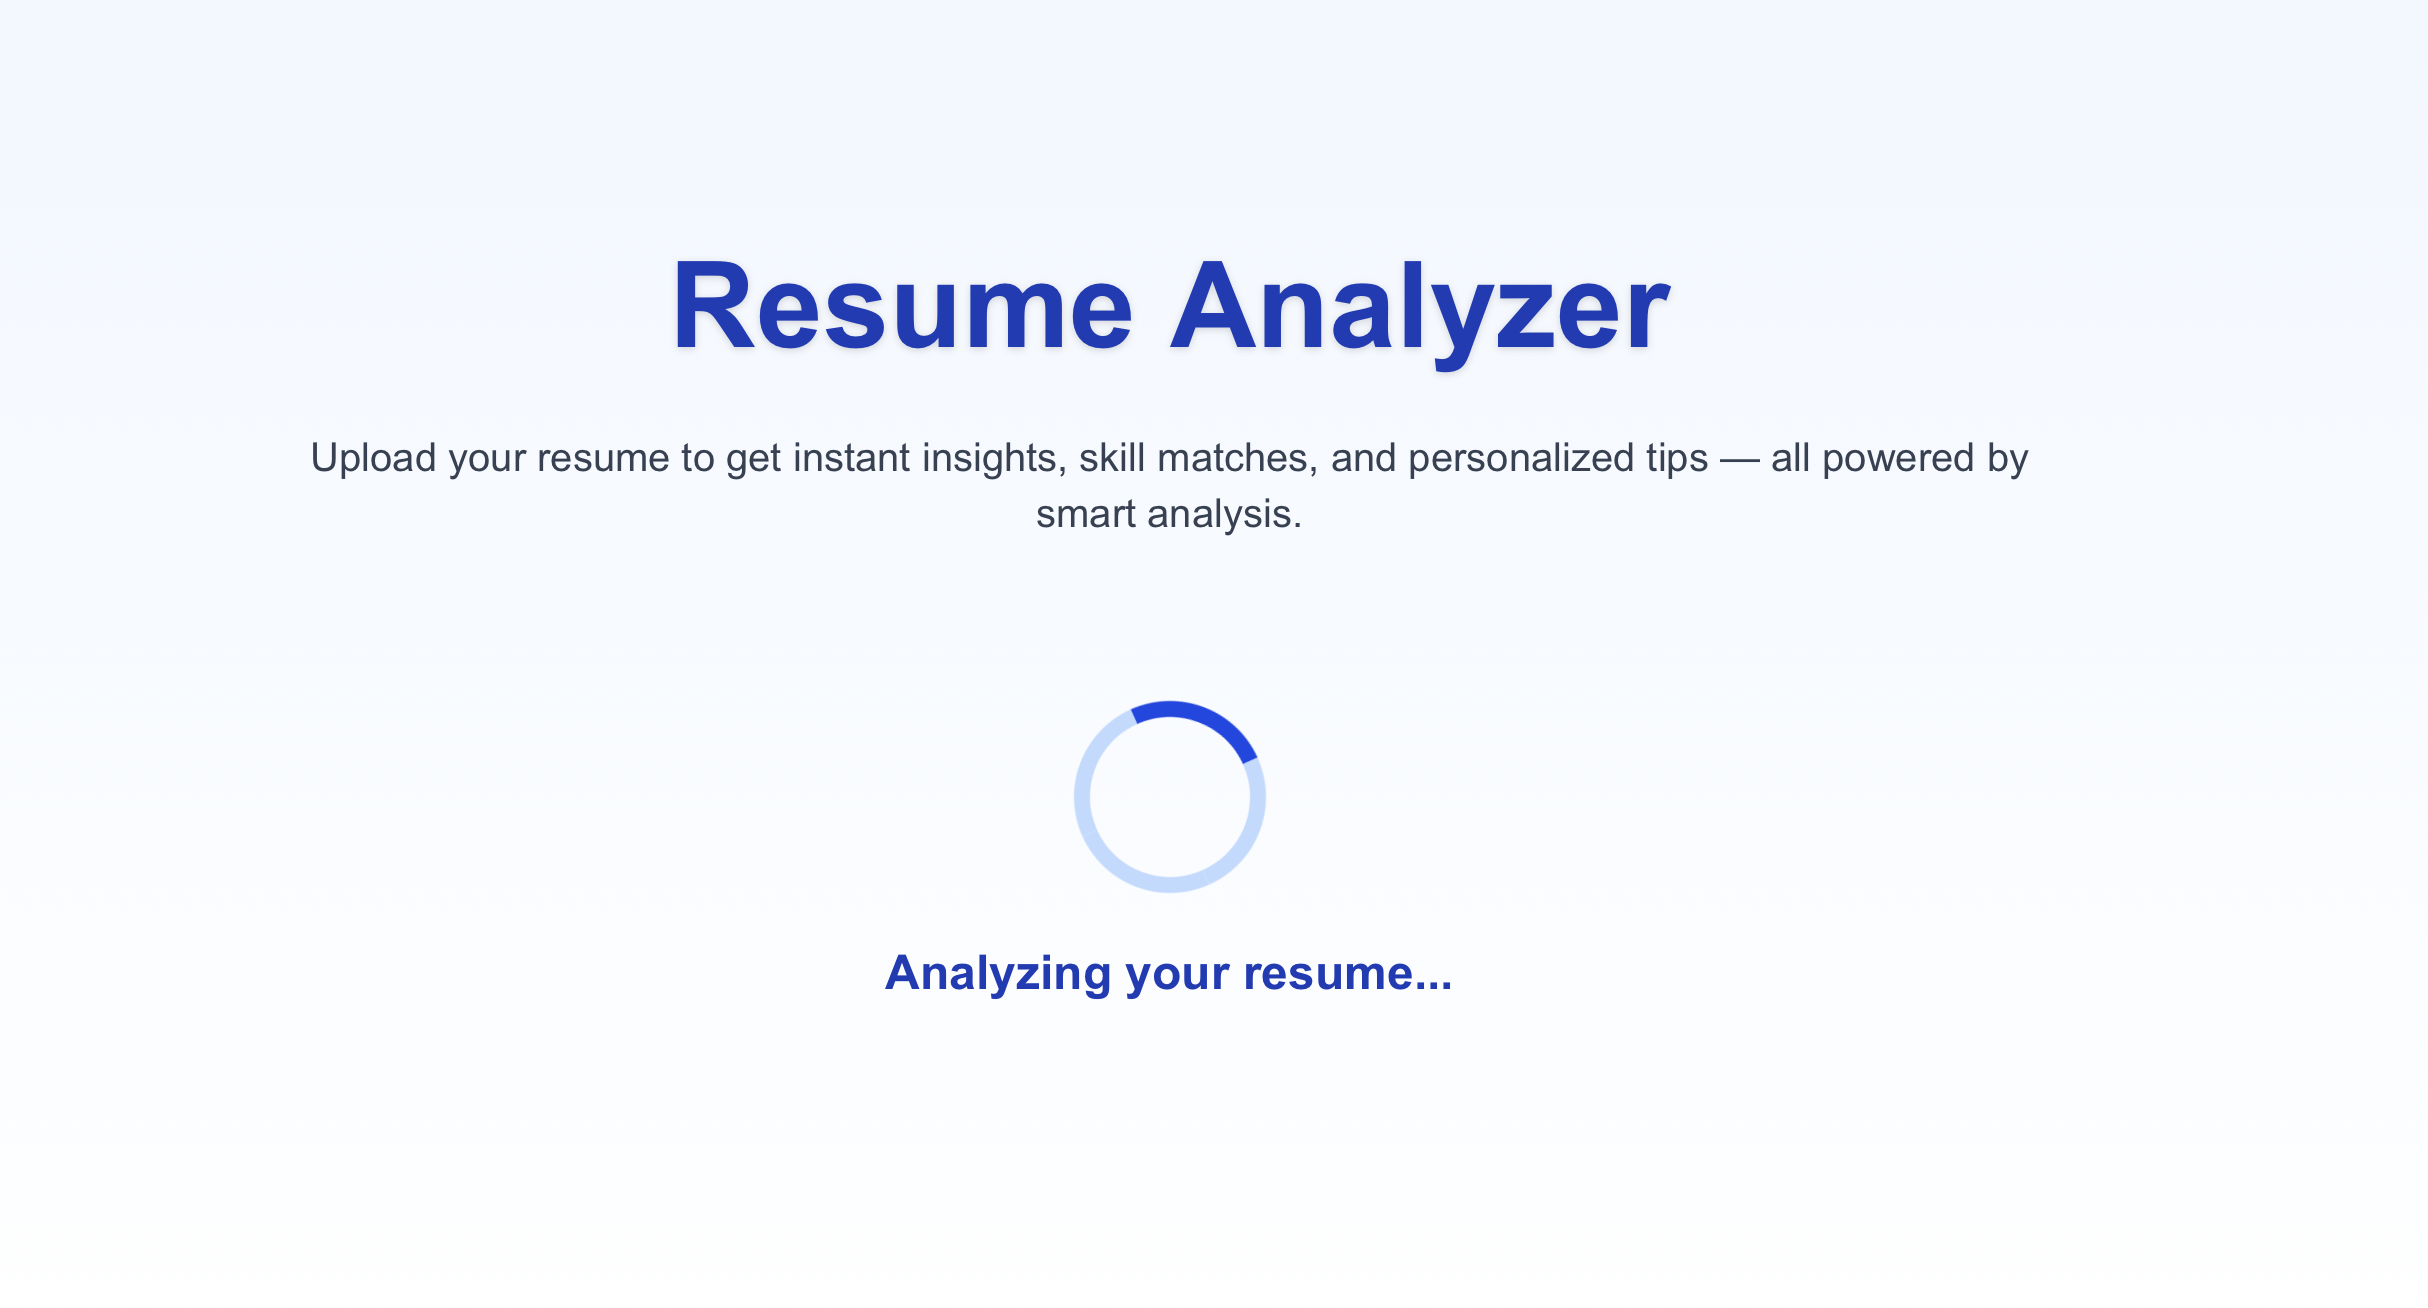 Resume Analyzer
Upload your resume to get instant insights, skill matches, and personalized tips — all powered by
smart analysis.
Analyzing your resume...